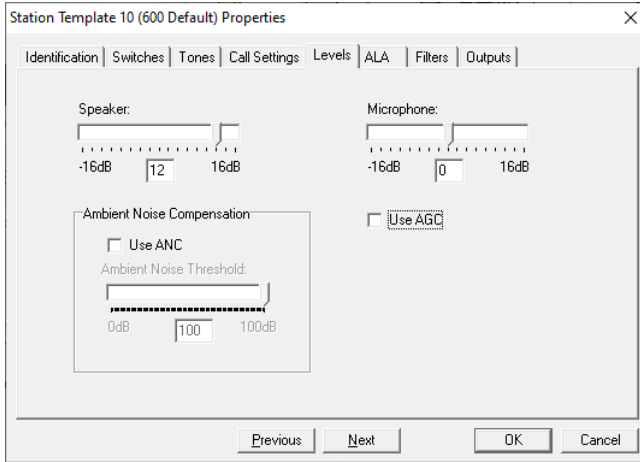 Station Template 10 (600 Default) Properties
Identification Switches Tones Call Settings Levels ALA Filters Outputs
Speaker: Microphone:
-16dB 12 16dB -16dB 0 16dB
Ambient Noise Compensation
Use AGC
Use ANC
Ambient Noise Threshold:
0dB 100 100dB
Previous Next OK Cancel